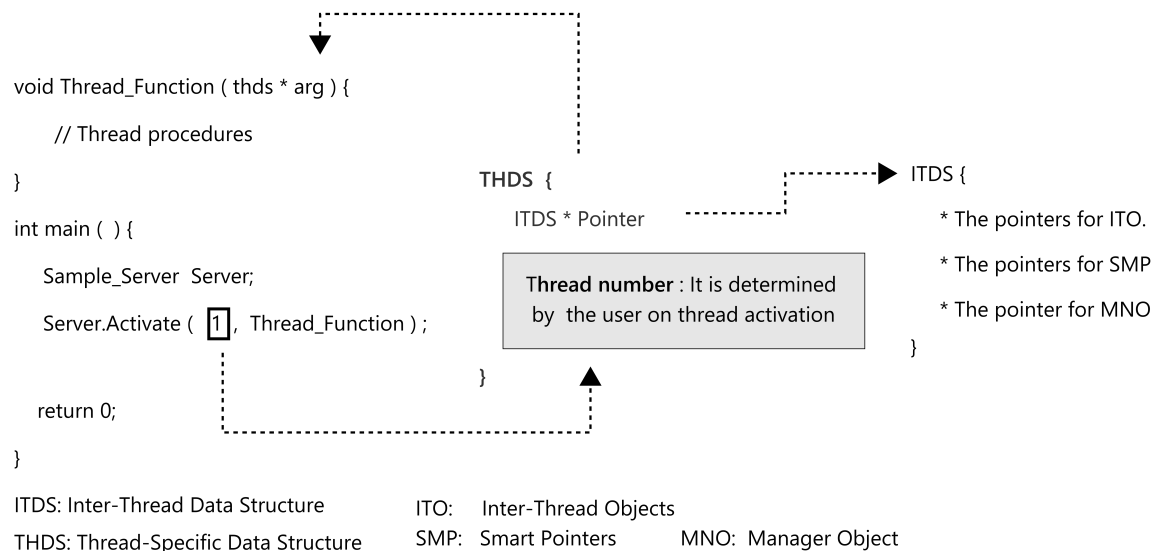 void Thread_Function ( thds * arg ) {
// Thread procedures
}
int main ( ) {
Sample_Server Server;
Server.Activate ( 1 , Thread_Function ) ;
return 0;
}
THDS {
ITDS * Pointer
Thread number : It is determined
by the user on thread activation
}
ITDS {
* The pointers for ITO.
* The pointers for SMP
* The pointer for MNO
}
ITDS: Inter-Thread Data Structure
THDS: Thread-Specific Data Structure
ITO: Inter-Thread Objects
SMP: Smart Pointers
MNO: Manager Object